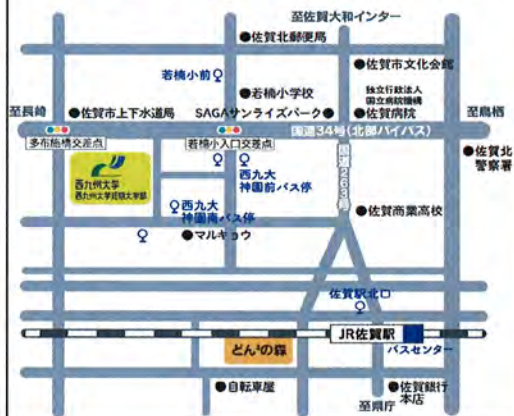 至佐賀大和インター
●佐賀北郵便局
●佐賀市文化会館
若楠小前
●若楠小学校
独立行政法人
国立病院機構
佐賀病院
至長崎
●佐賀市上下水道局
SAGAサンライズパーク●
至鳥栖
国道34号(北部バイパス)
多布施橋交差点
若楠小入口交差点
国道263号
●佐賀北
警察署
西九州大学
西九州大学短期大学部
西九大
神園前バス停
西九大
神園南バス停
●佐賀商業高校
●マルキョウ
佐賀駅北口
JR佐賀駅
どん3の森
バスセンター
●自転車屋
●佐賀銀行
本店
至県庁